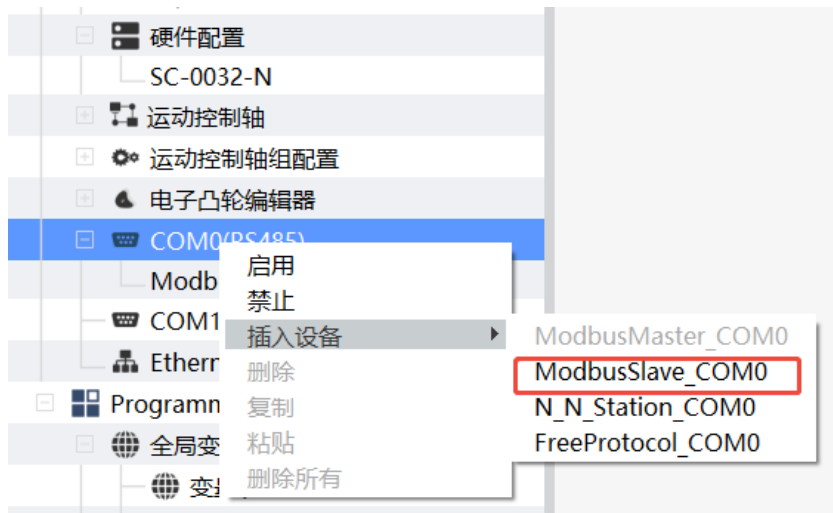 硬件配置
SC-0032-N
运动控制轴
运动控制轴组配置
电子凸轮编辑器
COM0(RS485)
启用
Modb
禁止
COM1
插入设备
ModbusMaster_COM0
Ethern
删除
ModbusSlave_COM0
Programm
复制
N_N_Station_COM0
全局变
粘贴
FreeProtocol_COM0
变
删除所有